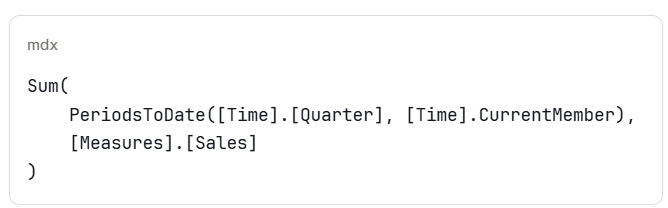 mdx
Sum(
    PeriodsToDate([Time].[Quarter], [Time].CurrentMember),
    [Measures].[Sales]
)